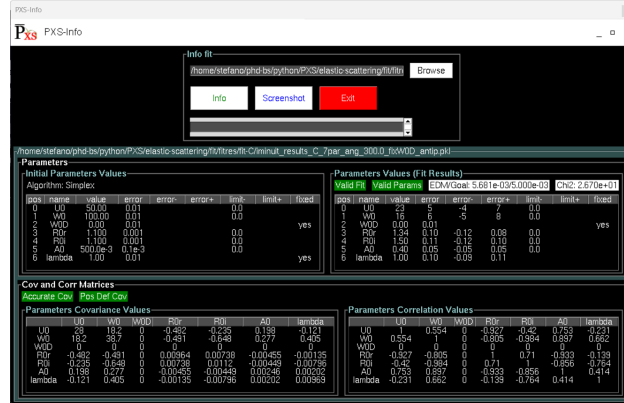 PXS-Info
Pxs PXS-Info
Info fit
/home/stefano/phd-bs/python/PXS/elastic-scattering/fit/fitre Browse
Info Screenshot Exit
/home/stefano/phd-bs/python/PXS/elastic-scattering/fit/fitres/fit-C/iminuit_results_C_7par_ang_300.0_fixW0D_antip.pkl
Parameters
Initial Parameters Values
Algorithm: Simplex
pos name value error error- error+ limit- limit+ fixed
0 U0 50.00 0.01 0.0
1 W0 100.00 0.01 0.0
2 W0D 0.00 0.01 yes
3 R0r 1.100 0.001 0.0
4 R0i 1.100 0.001 0.0
5 A0 500.0e-3 0.1e-3 0.0
6 lambda 1.00 0.01 yes
Parameters Values (Fit Results)
Valid Fit Valid Params EDM/Goal: 5.681e-03/5.000e-03 Chi2: 2.670e+01
pos name value error error- error+ limit- limit+ fixed
0 U0 23 5 -4 7 0.0
1 W0 16 6 -5 8 0.0
2 W0D 0.00 0.01 yes
3 R0r 1.34 0.10 -0.12 0.08 0.0
4 R0i 1.50 0.11 -0.12 0.10 0.0
5 A0 0.40 0.05 -0.05 0.05 0.0
6 lambda 1.00 0.10 -0.09 0.11
Cov and Corr Matrices
Accurate Cov Pos Def Cov
Parameters Covariance Values
U0 W0 W0D R0r R0i A0 lambda
U0 28 18.2 0 -0.482 -0.235 0.198 -0.121
W0 18.2 38.7 0 -0.491 -0.648 0.277 0.405
W0D 0 0 0 0 0 0 0
R0r -0.482 -0.491 0 0.00964 0.00738 -0.00455 -0.00135
R0i -0.235 -0.648 0 0.00738 0.0112 -0.00449 -0.00796
A0 0.198 0.277 0 -0.00455 -0.00449 0.00246 0.00202
lambda -0.121 0.405 0 -0.00135 -0.00796 0.00202 0.00969
Parameters Correlation Values
U0 W0 W0D R0r R0i A0 lambda
U0 1 0.554 0 -0.927 -0.42 0.753 -0.231
W0 0.554 1 0 -0.805 -0.984 0.897 0.662
W0D 0 0 0 0 0 0 0
R0r -0.927 -0.805 0 1 0.71 -0.933 -0.139
R0i -0.42 -0.984 0 0.71 1 -0.856 -0.764
A0 0.753 0.897 0 -0.933 -0.856 1 0.414
lambda -0.231 0.662 0 -0.139 -0.764 0.414 1